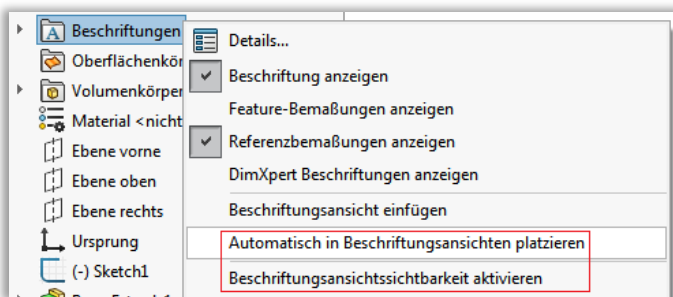 Beschriftungen
Oberflächenkör
Volumenkörper
Material <nicht
Ebene vorne
Ebene oben
Ebene rechts
Ursprung
(-) Sketch1
Details...
Beschriftung anzeigen
Feature-Bemaßungen anzeigen
Referenzbemaßungen anzeigen
DimXpert Beschriftungen anzeigen
Beschriftungsansicht einfügen
Automatisch in Beschriftungsansichten platzieren
Beschriftungsansichtssichtbarkeit aktivieren